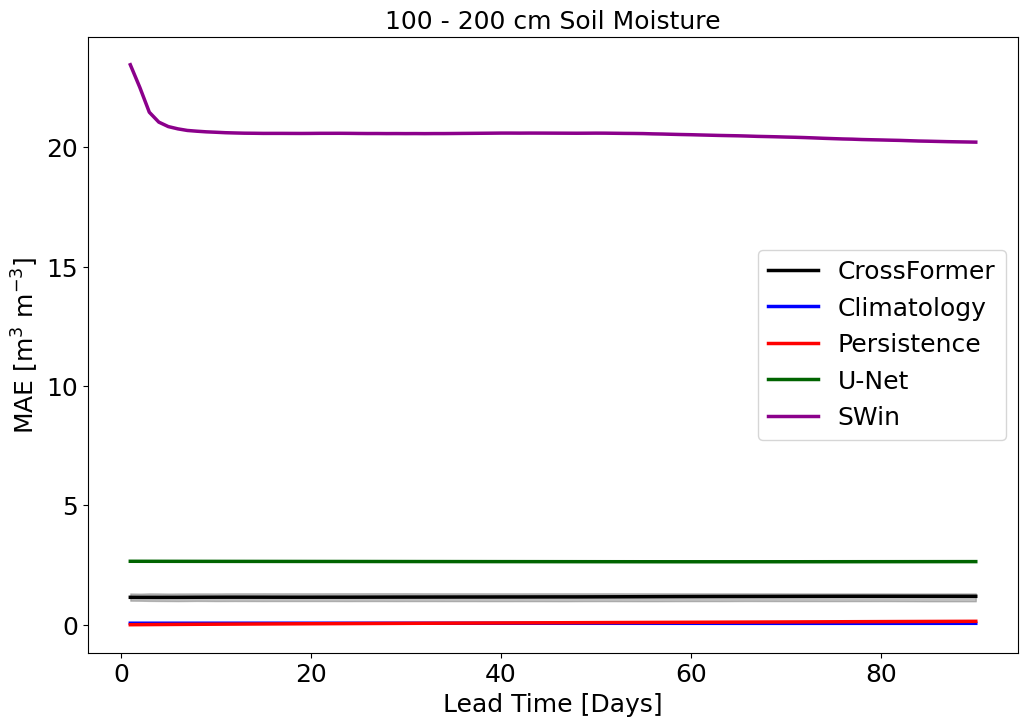 100 - 200 cm Soil Moisture
MAE [m³ m⁻³]
20
15
10
5
0
CrossFormer
Climatology
Persistence
U-Net
SWin
0 20 40 60 80
Lead Time [Days]